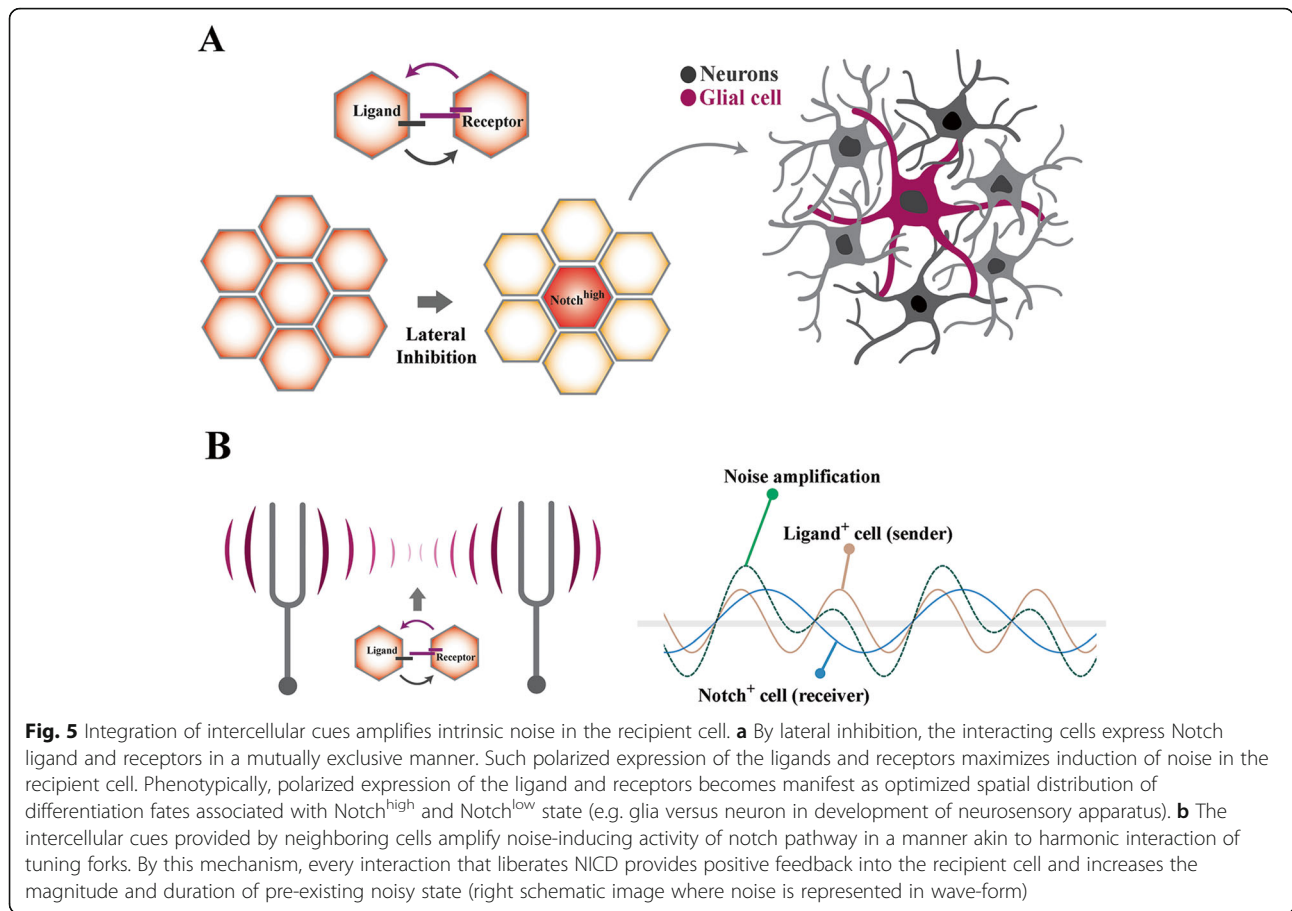 A
Neurons
Glial cell
Ligand
Receptor
Notch^high
Lateral
Inhibition
B
Noise amplification
Ligand+ cell (sender)
Ligand
Receptor
Notch+ cell (receiver)
Fig. 5 Integration of intercellular cues amplifies intrinsic noise in the recipient cell. a By lateral inhibition, the interacting cells express Notch
ligand and receptors in a mutually exclusive manner. Such polarized expression of the ligands and receptors maximizes induction of noise in the
recipient cell. Phenotypically, polarized expression of the ligand and receptors becomes manifest as optimized spatial distribution of
differentiation fates associated with Notch^high and Notch^low state (e.g. glia versus neuron in development of neurosensory apparatus). b The
intercellular cues provided by neighboring cells amplify noise-inducing activity of notch pathway in a manner akin to harmonic interaction of
tuning forks. By this mechanism, every interaction that liberates NICD provides positive feedback into the recipient cell and increases the
magnitude and duration of pre-existing noisy state (right schematic image where noise is represented in wave-form)